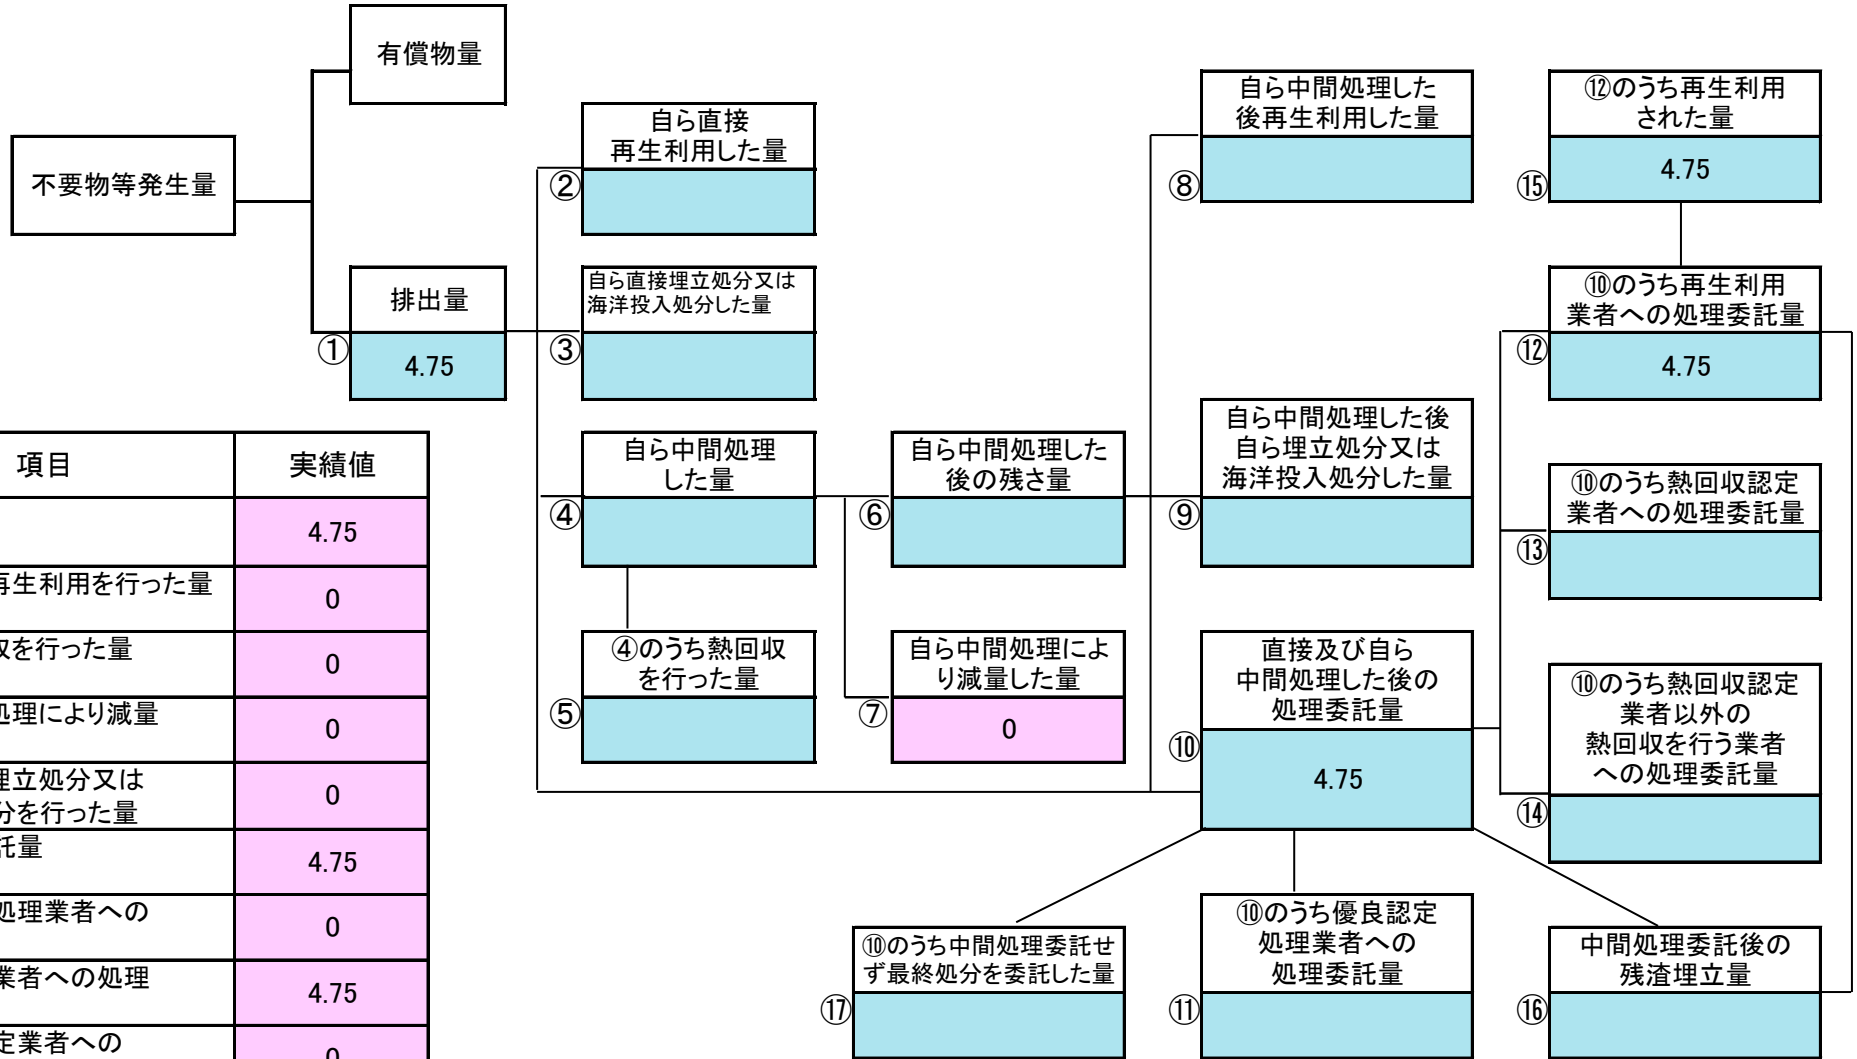 有償物量
不要物等発生量
排出量
①
4.75
自ら直接
再生利用した量
②
自ら直接埋立処分又は
海洋投入処分した量
③
自ら中間処理
した量
④
④のうち熱回収
を行った量
⑤
自ら中間処理した
後の残さ量
⑥
自ら中間処理によ
り減量した量
⑦
0
自ら中間処理した
後再生利用した量
⑧
自ら中間処理した後
自ら埋立処分又は
海洋投入処分した量
⑨
直接及び自ら
中間処理した後の
処理委託量
⑩
4.75
⑫のうち再生利用
された量
4.75
⑮
⑩のうち再生利用
業者への処理委託量
⑫
4.75
⑩のうち熱回収認定
業者への処理委託量
⑬
⑩のうち熱回収認定
業者以外の
熱回収を行う業者
への処理委託量
⑭
⑩のうち中間処理委託せ
ず最終処分を委託した量
⑰
⑩のうち優良認定
処理業者への
処理委託量
⑪
中間処理委託後の
残渣埋立量
⑯
項目 実績値
4.75
再生利用を行った量 0
を行った量 0
処理により減量 0
埋立処分又は
分を行った量 0
託量 4.75
処理業者への 0
業者への処理 4.75
定業者への 0